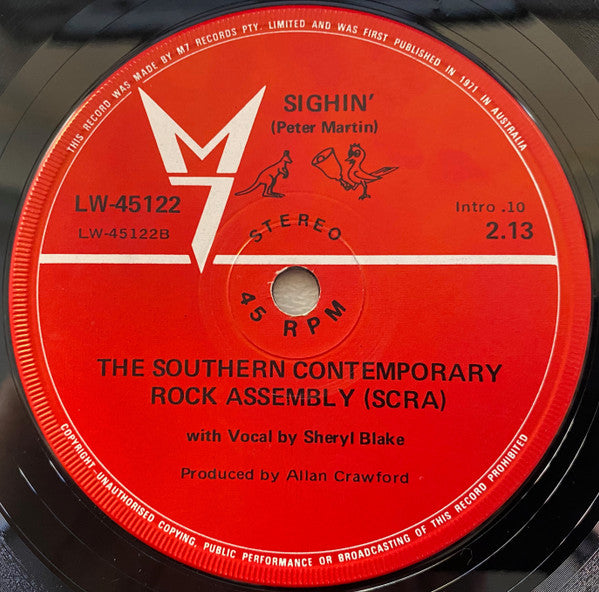 THIS RECORD WAS MADE BY M7 RECORDS PTY. LIMITED AND WAS FIRST PUBLISHED IN 1971 IN AUSTRALIA.
SIGHIN'
(Peter Martin)
M7
LW-45122
LW-45122B
Intro .10
2.13
STEREO
45 RPM
THE SOUTHERN CONTEMPORARY
ROCK ASSEMBLY (SCRA)
with Vocal by Sheryl Blake
Produced by Allan Crawford
COPYRIGHT-UNAUTHORISED COPYING, PUBLIC PERFORMANCE OR BROADCASTING OF THIS RECORD PROHIBITED